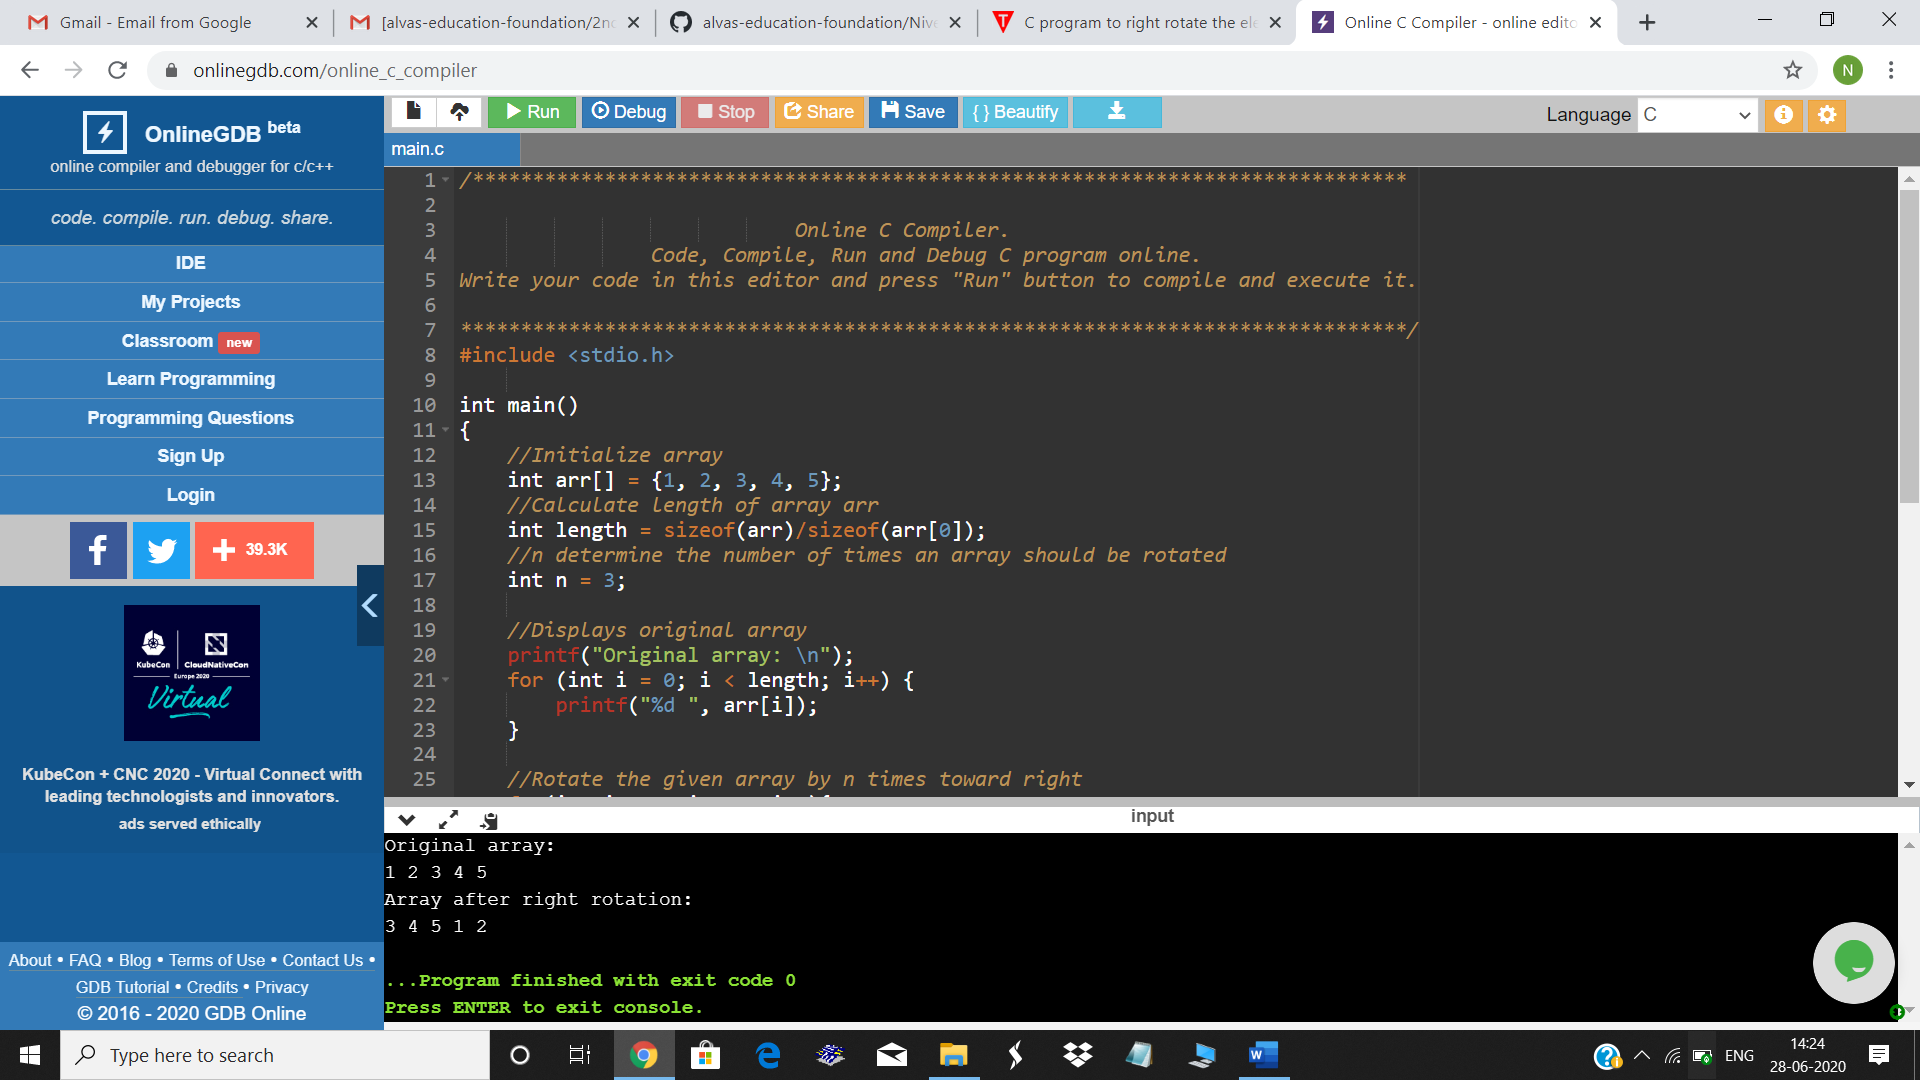 Gmail - Email from Google
[alvas-education-foundation/2nd
alvas-education-foundation/Nive
C program to right rotate the ele
Online C Compiler - online edito
onlinegdb.com/online_c_compiler
N
OnlineGDB beta
online compiler and debugger for c/c++
code. compile. run. debug. share.
IDE
My Projects
Classroom new
Learn Programming
Programming Questions
Sign Up
Login
39.3K
KubeCon CloudNativeCon
Europe 2020
Virtual
KubeCon + CNC 2020 - Virtual Connect with
leading technologists and innovators.
ads served ethically
About • FAQ • Blog • Terms of Use • Contact Us •
GDB Tutorial • Credits • Privacy
© 2016 - 2020 GDB Online
Run Debug Stop Share Save { } Beautify
Language C
main.c
1 /******************************************************************************
2
3 Online C Compiler.
4 Code, Compile, Run and Debug C program online.
5 Write your code in this editor and press "Run" button to compile and execute it.
6
7 *******************************************************************************/
8 #include <stdio.h>
9
10 int main()
11 {
12 //Initialize array
13 int arr[] = {1, 2, 3, 4, 5};
14 //Calculate length of array arr
15 int length = sizeof(arr)/sizeof(arr[0]);
16 //n determine the number of times an array should be rotated
17 int n = 3;
18
19 //Displays original array
20 printf("Original array: \n");
21 for (int i = 0; i < length; i++) {
22 printf("%d ", arr[i]);
23 }
24
25 //Rotate the given array by n times toward right
input
Original array:
1 2 3 4 5
Array after right rotation:
3 4 5 1 2
...Program finished with exit code 0
Press ENTER to exit console.
Type here to search
ENG
14:24
28-06-2020